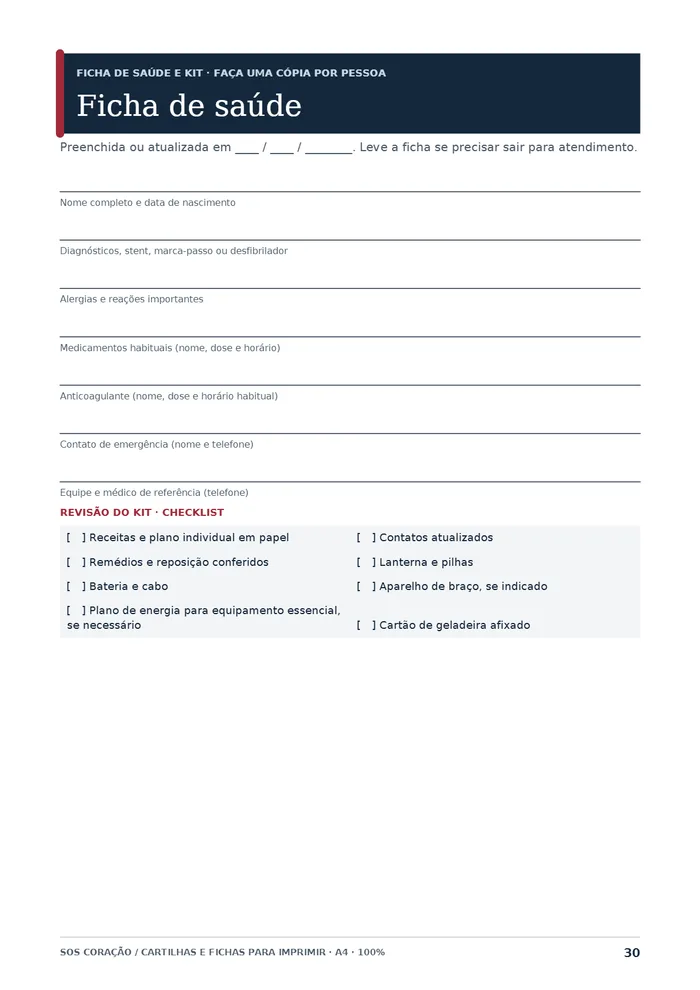 FICHA DE SAÚDE E KIT · FAÇA UMA CÓPIA POR PESSOA
Ficha de saúde
Preenchida ou atualizada em ____ / ____ / ________. Leve a ficha se precisar sair para atendimento.
Nome completo e data de nascimento
Diagnósticos, stent, marca-passo ou desfibrilador
Alergias e reações importantes
Medicamentos habituais (nome, dose e horário)
Anticoagulante (nome, dose e horário habitual)
Contato de emergência (nome e telefone)
Equipe e médico de referência (telefone)
REVISÃO DO KIT · CHECKLIST
[ ] Receitas e plano individual em papel
[ ] Contatos atualizados
[ ] Remédios e reposição conferidos
[ ] Lanterna e pilhas
[ ] Bateria e cabo
[ ] Aparelho de braço, se indicado
[ ] Plano de energia para equipamento essencial,
se necessário
[ ] Cartão de geladeira afixado
SOS CORAÇÃO / CARTILHAS E FICHAS PARA IMPRIMIR · A4 · 100%
30